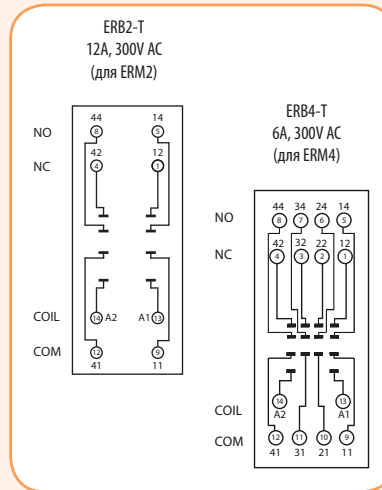 ERB2-T
12A, 300V AC
(для ERM2)
44 14
NO 8 5
42 12
NC 4 1
COIL 14 A2 A1 13
COM 12 9
41 11
ERB4-T
6A, 300V AC
(для ERM4)
44 34 24 14
NO 8 7 6 5
42 32 22 12
NC 4 3 2 1
14 13
COIL A2 A1
COM 12 11 10 9
41 31 21 11